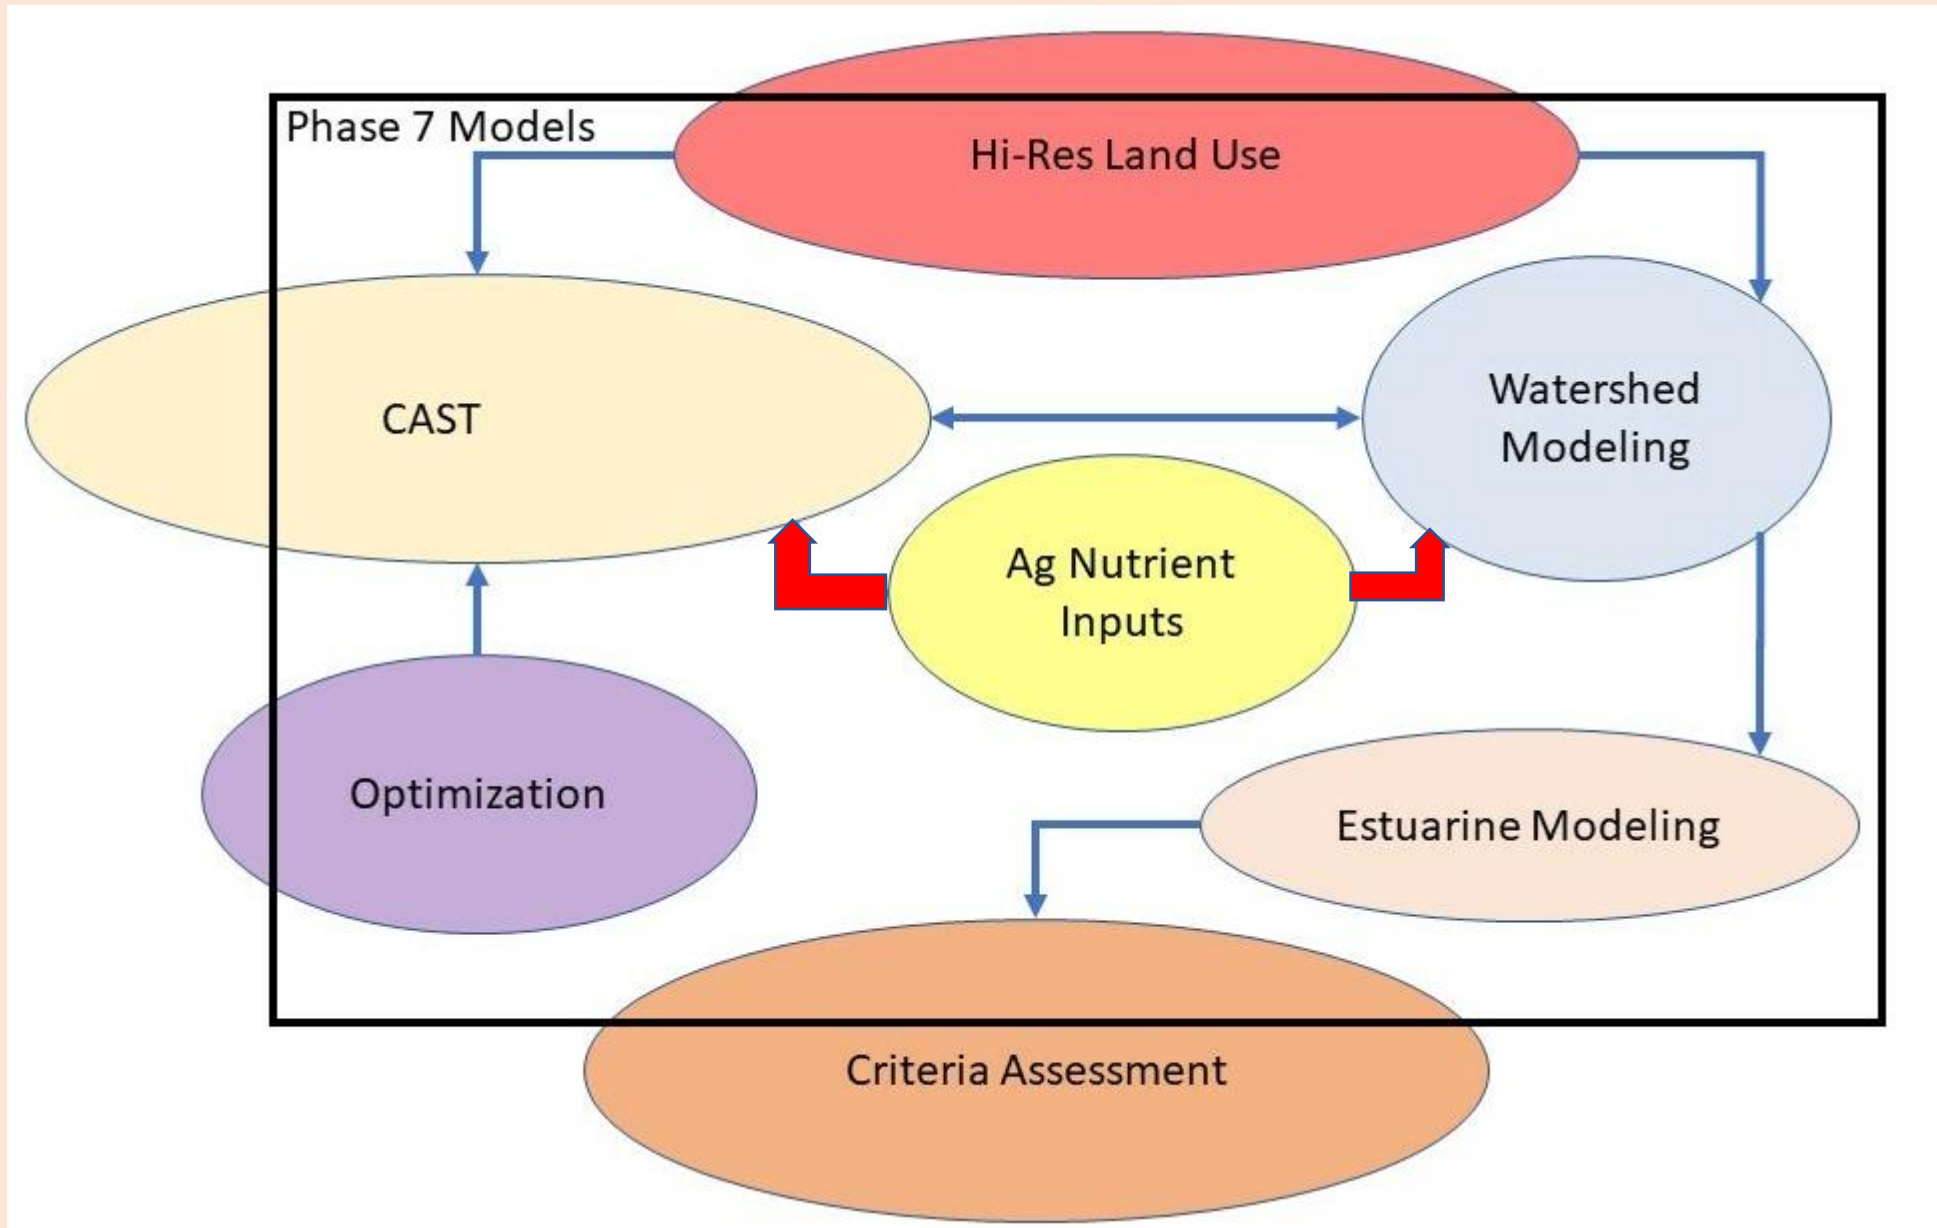 Phase 7 Models
Hi-Res Land Use
CAST
Watershed
Modeling
Ag Nutrient
Inputs
Optimization
Estuarine Modeling
Criteria Assessment